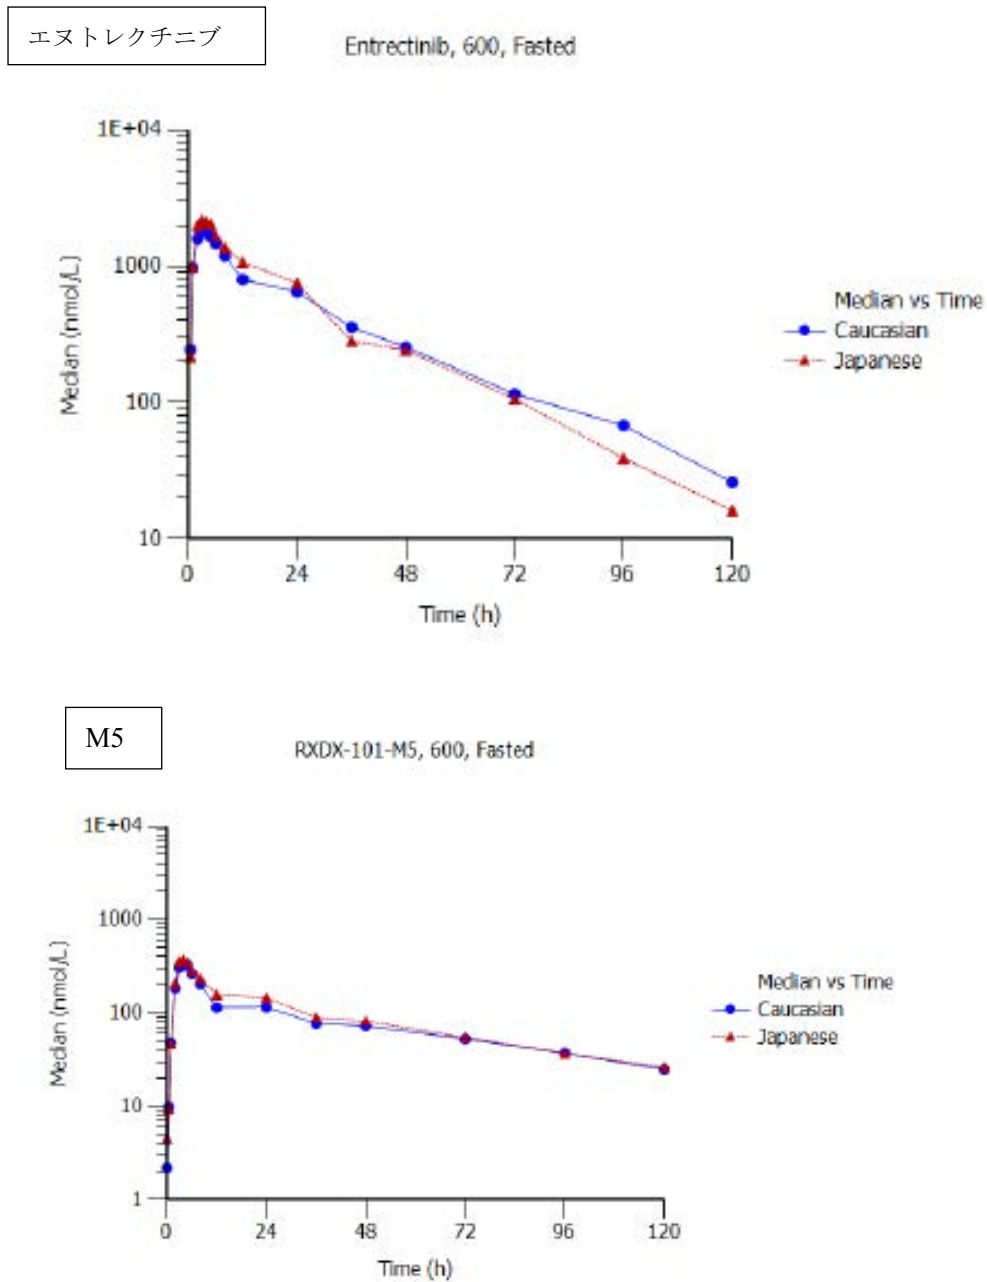 エヌトレクチニブ
Entrectinib, 600, Fasted
1E+04
1000
100
10
Median (nmol/L)
0 24 48 72 96 120
Time (h)
Median vs Time
Caucasian
Japanese
M5
RXDX-101-M5, 600, Fasted
1E+04
1000
100
10
1
Median (nmol/L)
0 24 48 72 96 120
Time (h)
Median vs Time
Caucasian
Japanese